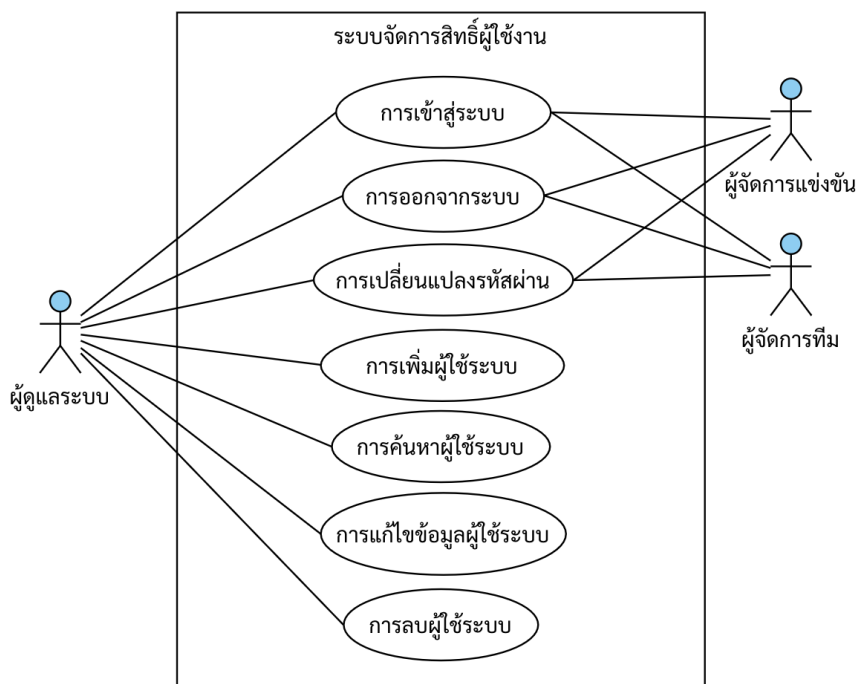 ระบบจัดการสิทธิ์ผู้ใช้งาน
การเข้าสู่ระบบ
ผู้จัดการแข่งขัน
การออกจากระบบ
การเปลี่ยนแปลงรหัสผ่าน
ผู้จัดการทีม
การเพิ่มผู้ใช้ระบบ
ผู้ดูแลระบบ
การค้นหาผู้ใช้ระบบ
การแก้ไขข้อมูลผู้ใช้ระบบ
การลบผู้ใช้ระบบ